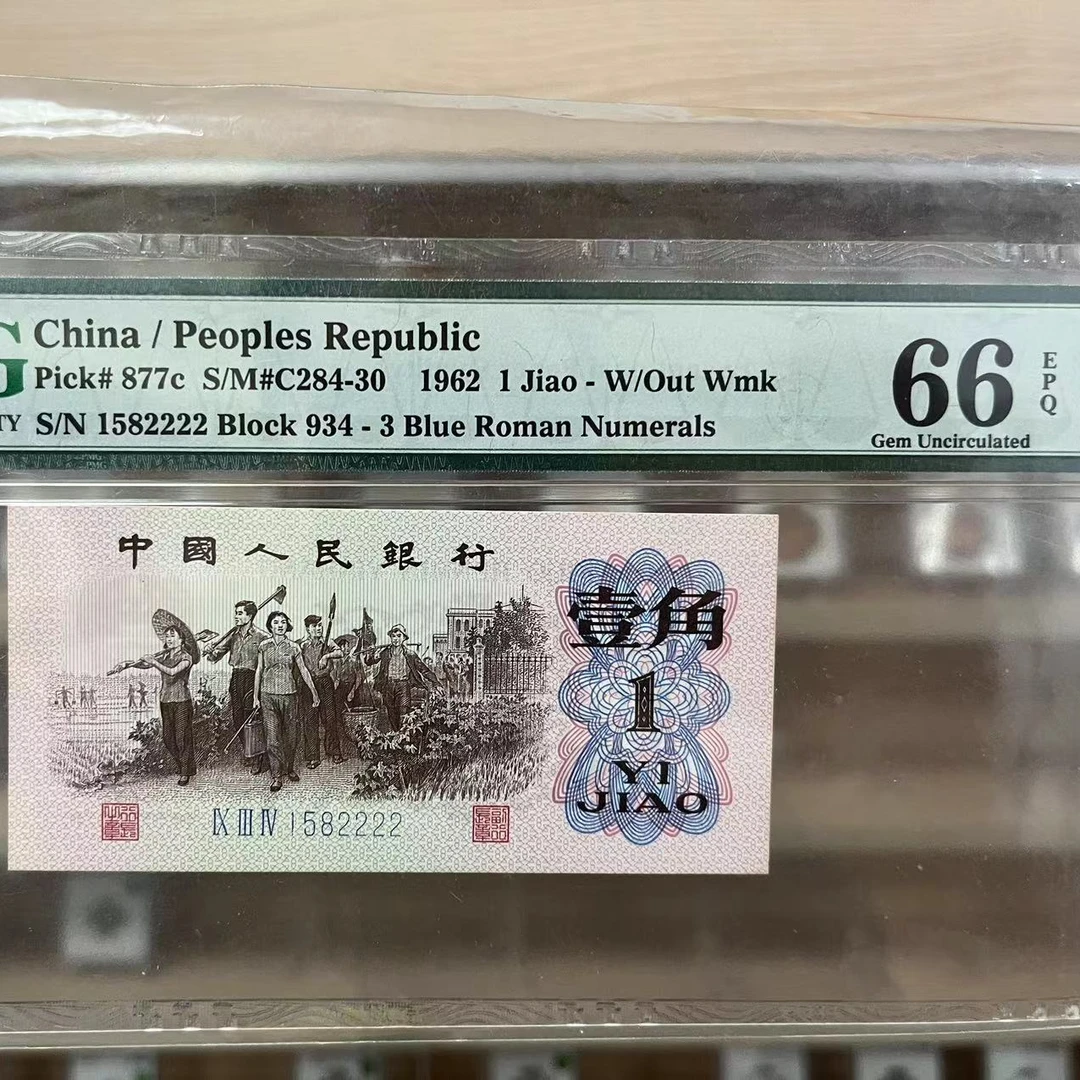 G China / Peoples Republic
Pick# 877c S/M#C284-30 1962 1 Jiao - W/Out Wmk
TY S/N 1582222 Block 934 - 3 Blue Roman Numerals
66
EPQ
Gem Uncirculated
中國人民銀行
壹角
1
YI
JIAO
IX III IV 1582222